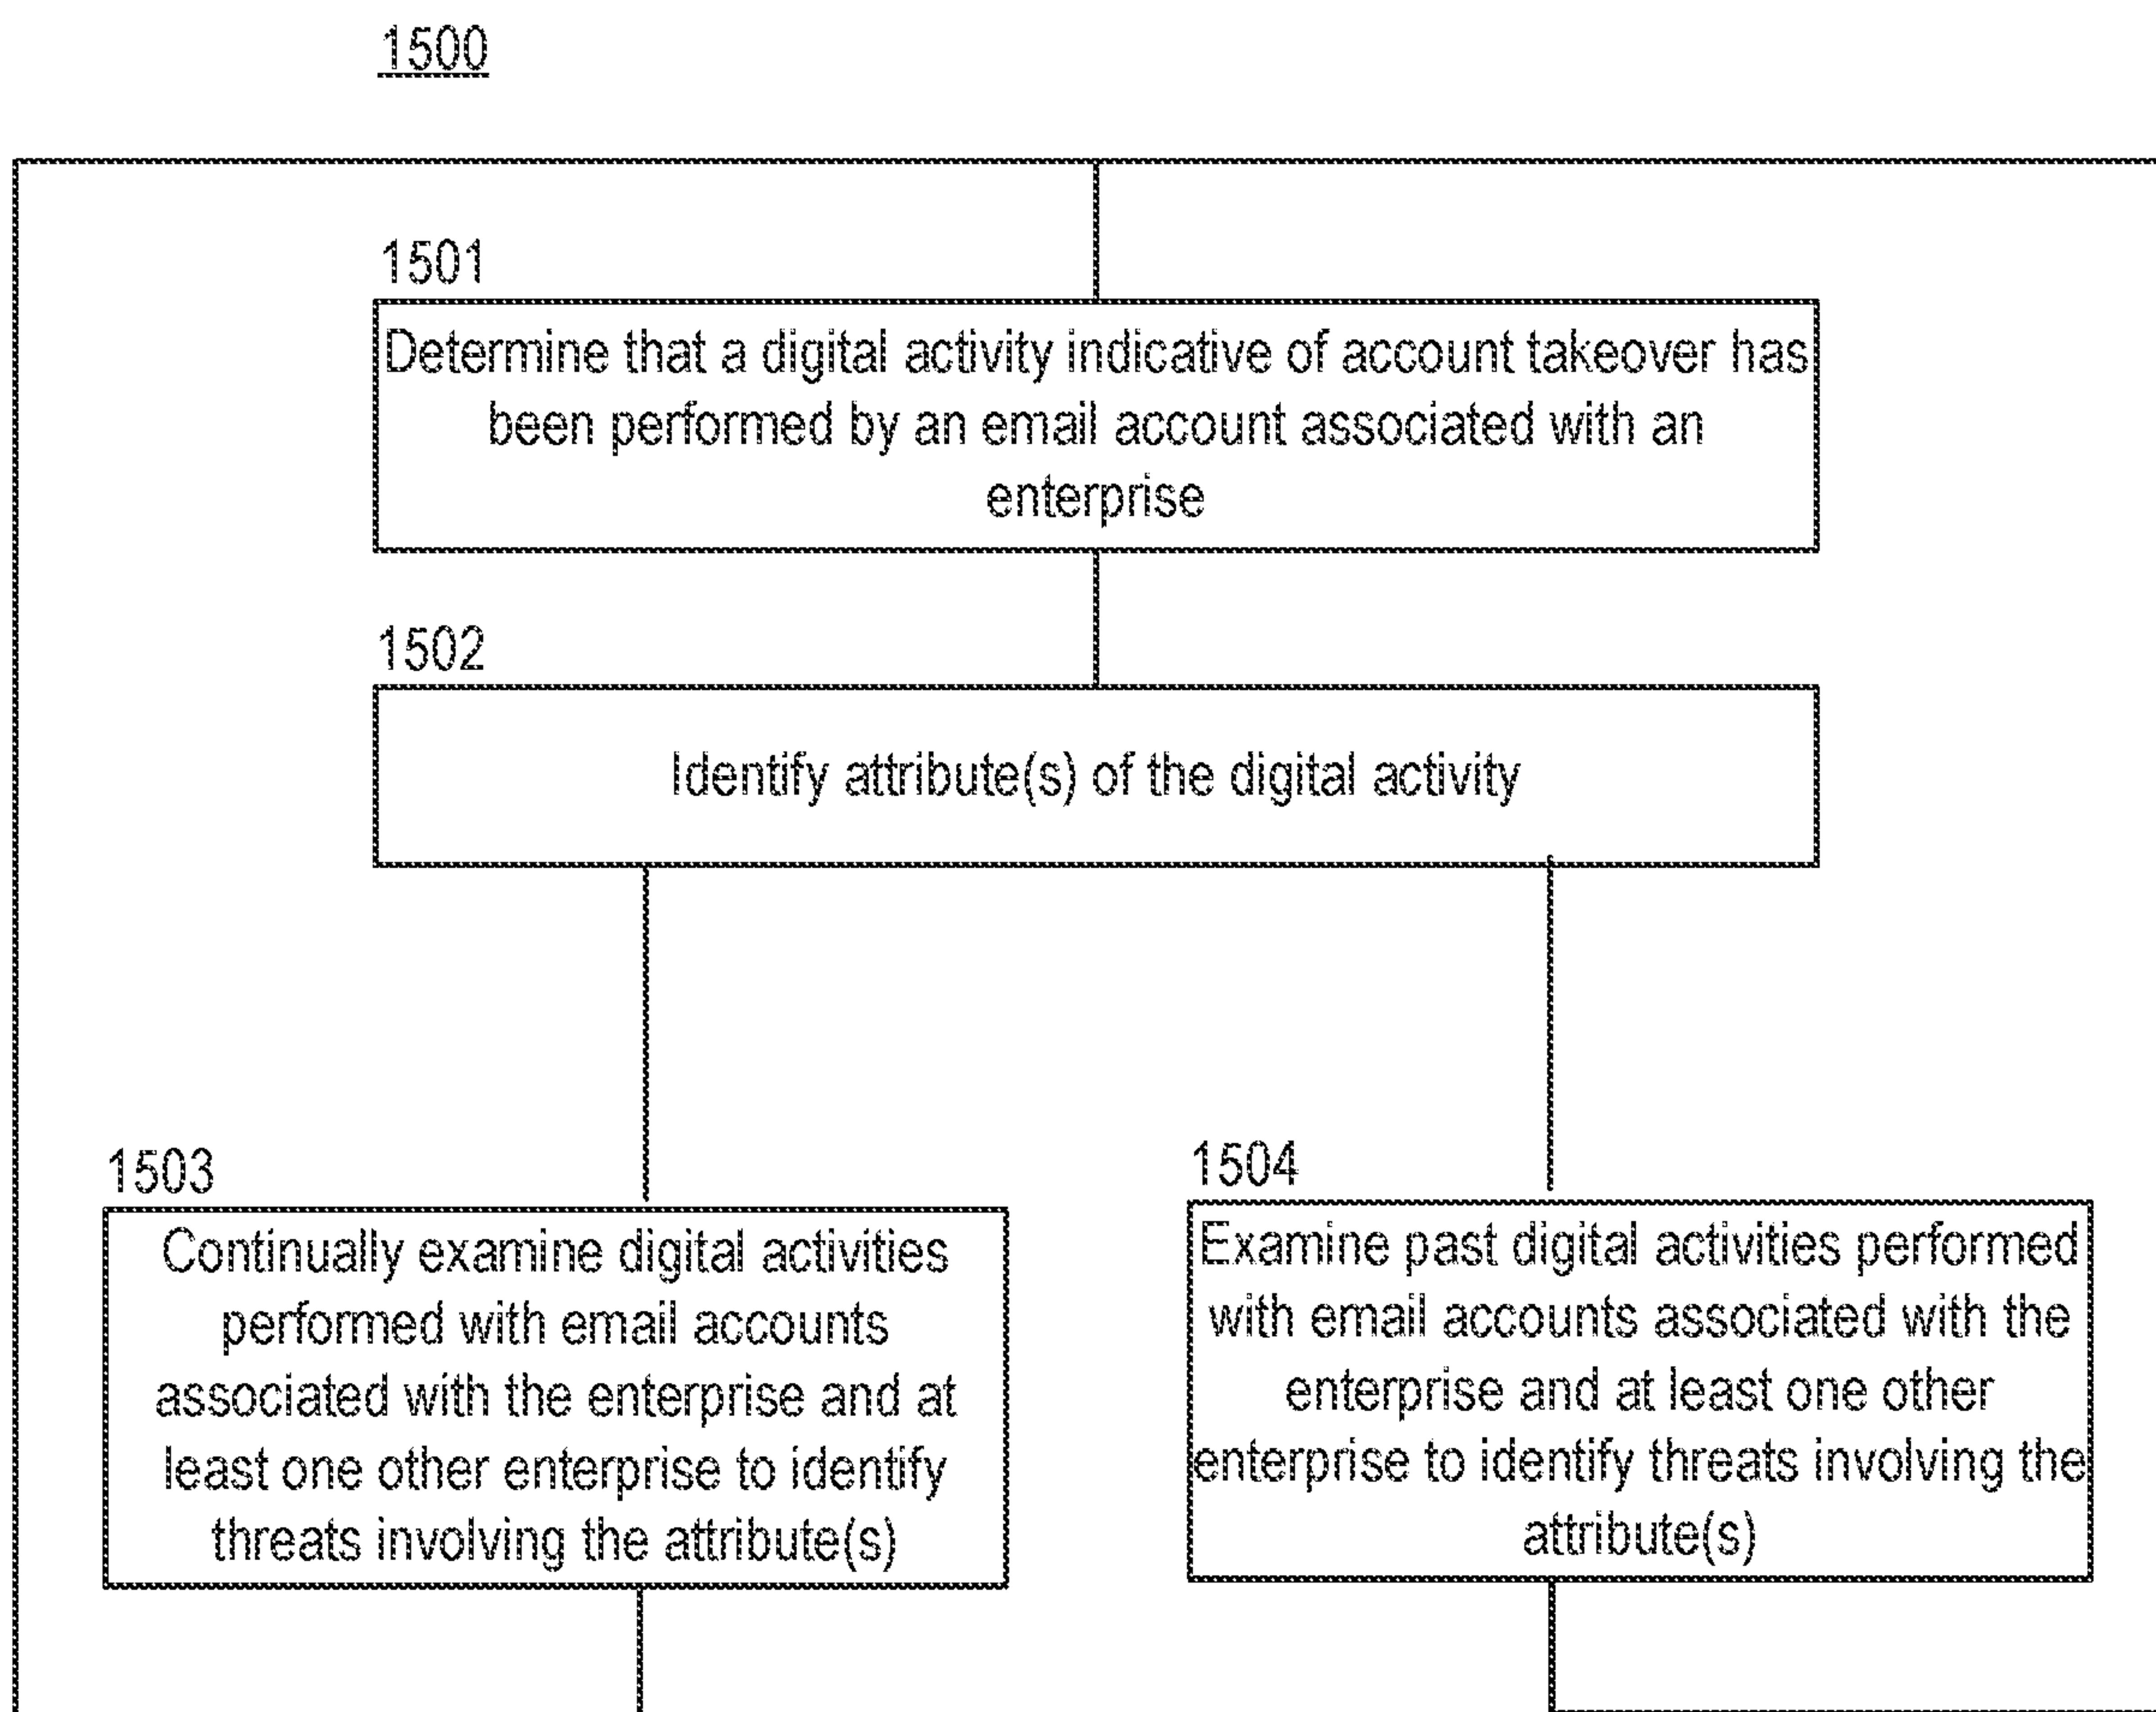 1500
1501
Determine that a digital activity indicative of account takeover has
been performed by an email account associated with an
enterprise
1502
Identify attribute(s) of the digital activity
1503
Continually examine digital activities
performed with email accounts
associated with the enterprise and at
least one other enterprise to identify
threats involving the attribute(s)
1504
Examine past digital activities performed
with email accounts associated with the
enterprise and at least one other
enterprise to identify threats involving the
attribute(s)